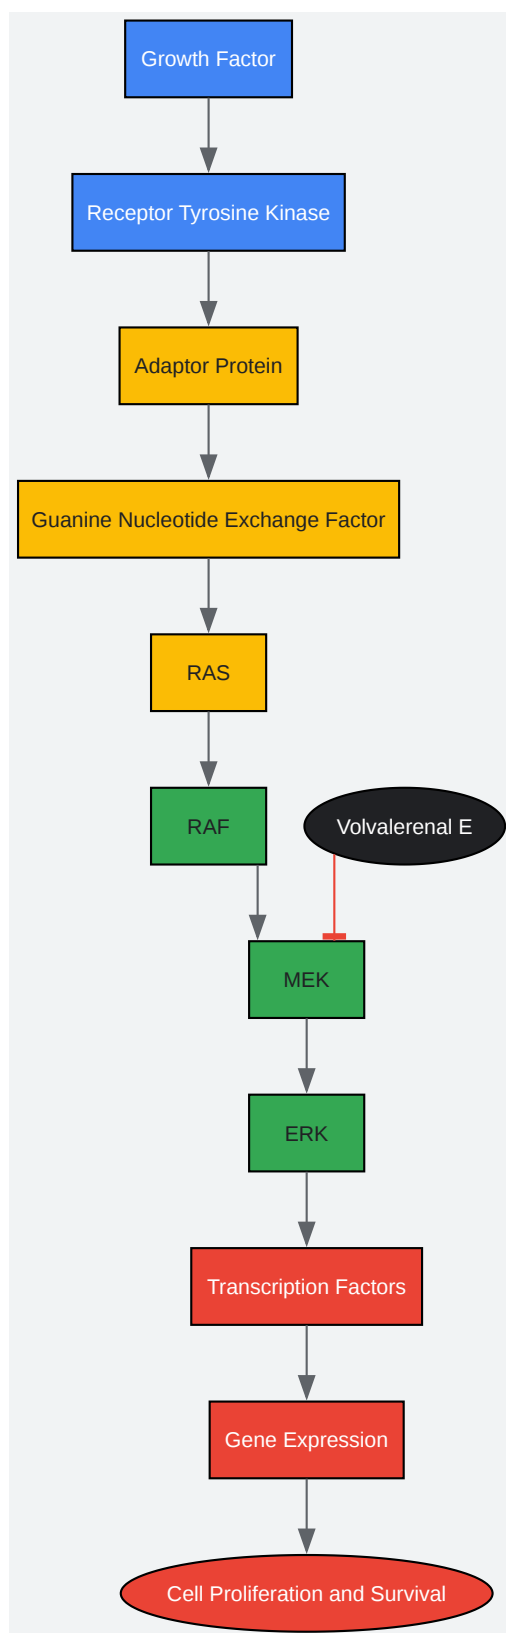 Growth Factor
Receptor Tyrosine Kinase
Adaptor Protein
Guanine Nucleotide Exchange Factor
RAS
RAF
Volvalerenal E
MEK
ERK
Transcription Factors
Gene Expression
Cell Proliferation and Survival